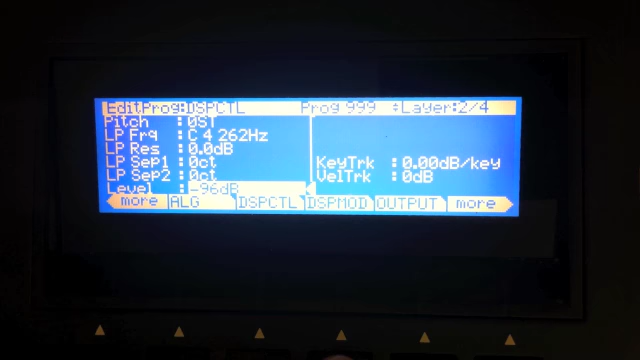 EditProg:DSPCTL Prog 999 Layer:2/4
Pitch :0ST
LP Frq :C 4 262Hz
LP Res :0.0dB
LP Sep1 :0ct KeyTrk :0.00dB/key
LP Sep2 :0ct VelTrk :0dB
Level :-96dB
more ALG DSPCTL DSPMOD OUTPUT more